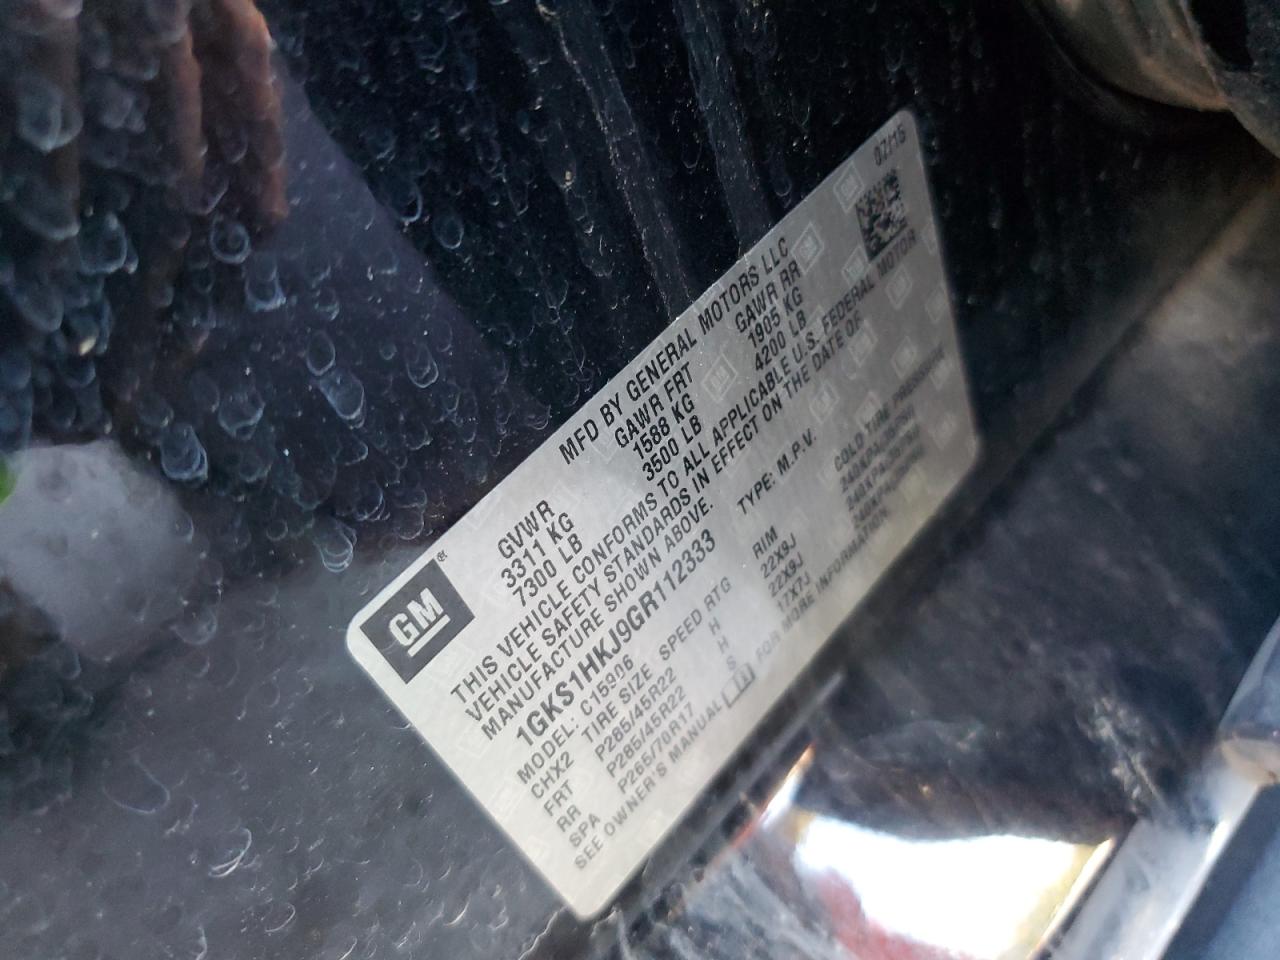 GM
MFD BY GENERAL MOTORS LLC
07/15
GVWR GAWR FRT GAWR RR
3311 KG 1588 KG 1905 KG
7300 LB 3500 LB 4200 LB
THIS VEHICLE CONFORMS TO ALL APPLICABLE U.S. FEDERAL MOTOR
VEHICLE SAFETY STANDARDS IN EFFECT ON THE DATE OF
MANUFACTURE SHOWN ABOVE.
1GKS1HKJ9GR112333 TYPE: M.P.V.
MODEL: C15906
CHX2 TIRE SIZE SPEED RTG RIM COLD TIRE PRESSURE
FRT P285/45R22 H 22X9J
RR P285/45R22 H 22X9J
SPA P265/70R17 S 17X7J
SEE OWNER'S MANUAL FOR MORE INFORMATION.